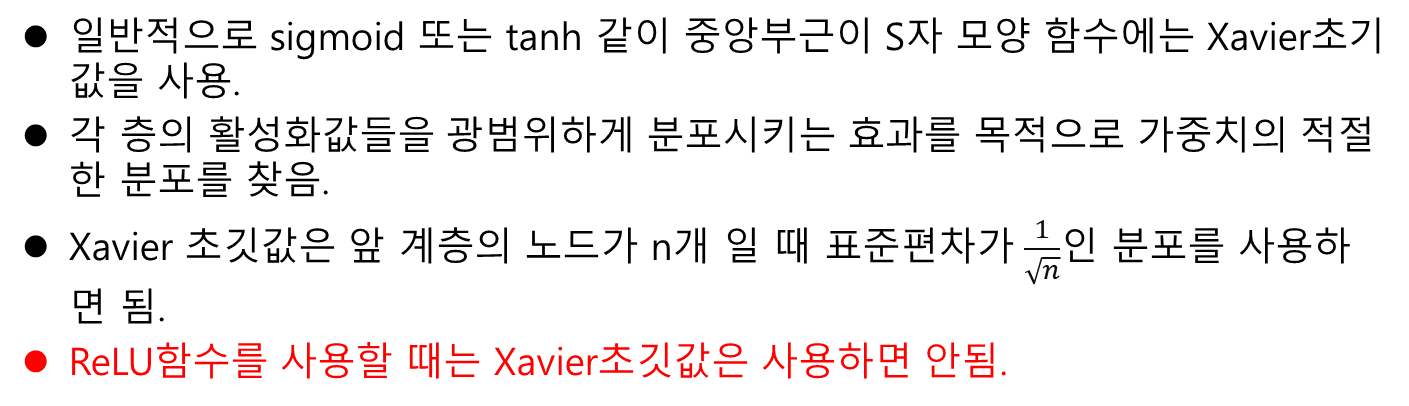 ● 일반적으로 sigmoid 또는 tanh 같이 중앙부근이 S자 모양 함수에는 Xavier초기
값을 사용.
● 각 층의 활성화값들을 광범위하게 분포시키는 효과를 목적으로 가중치의 적절
한 분포를 찾음.
● Xavier 초깃값은 앞 계층의 노드가 n개 일 때 표준편차가 1/√n인 분포를 사용하
면 됨.
● ReLU함수를 사용할 때는 Xavier초깃값은 사용하면 안됨.